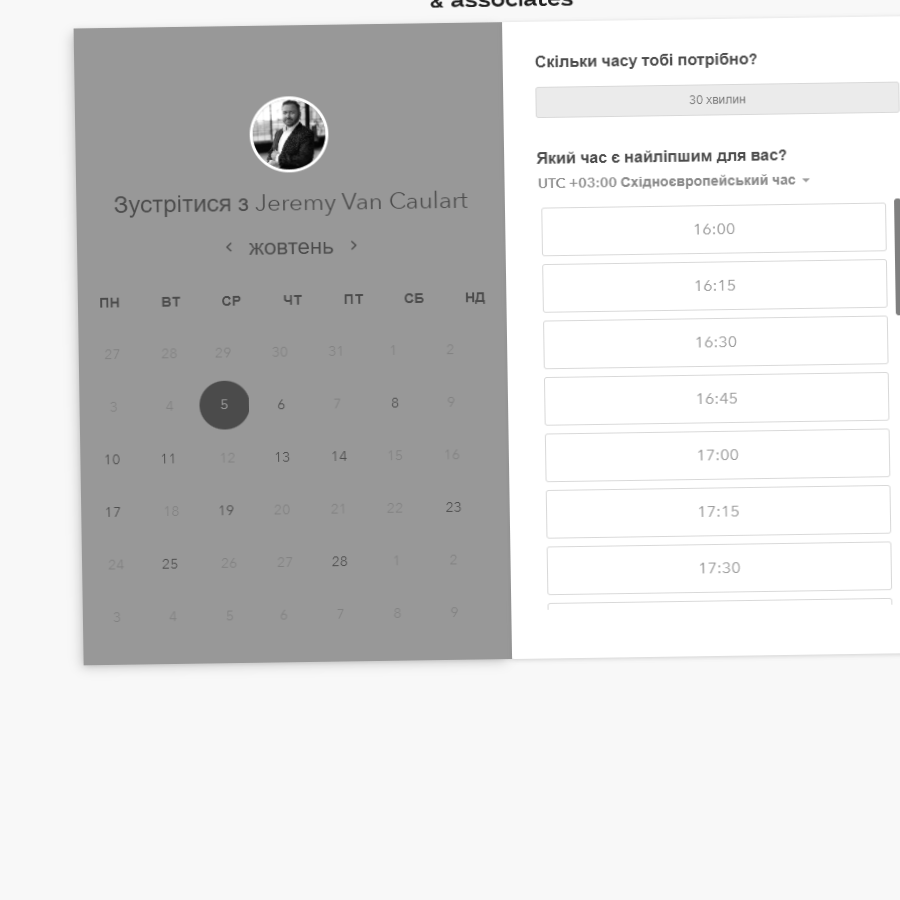 & associates
Зустрітися з Jeremy Van Caulart
жовтень
ПН ВТ СР ЧТ ПТ СБ НД
27 28 29 30 31 1 2
3 4 5 6 7 8 9
10 11 12 13 14 15 16
17 18 19 20 21 22 23
24 25 26 27 28 1 2
3 4 5 6 7 8 9
Скільки часу тобі потрібно?
30 хвилин
Який час є найліпшим для вас?
UTC +03:00 Східноєвропейський час
16:00
16:15
16:30
16:45
17:00
17:15
17:30